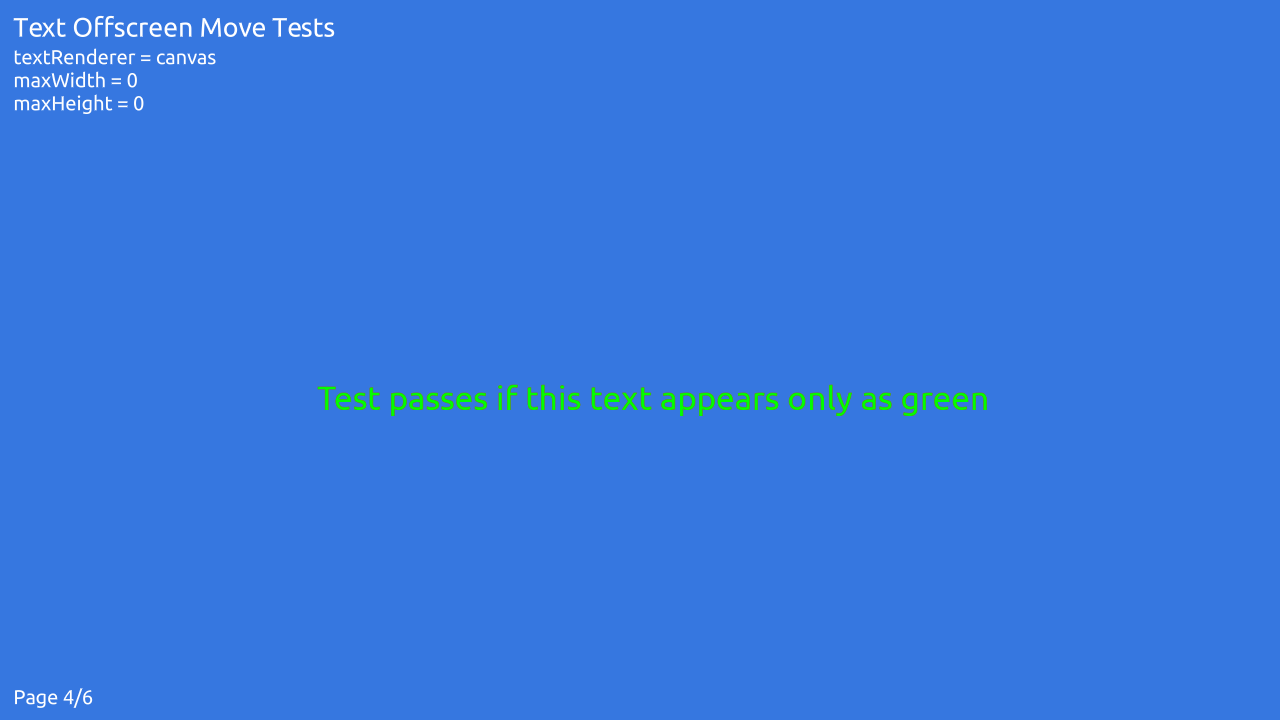 Text Offscreen Move Tests
textRenderer = canvas
maxWidth = 0
maxHeight = 0
Test passes if this text appears only as green
Page 4/6